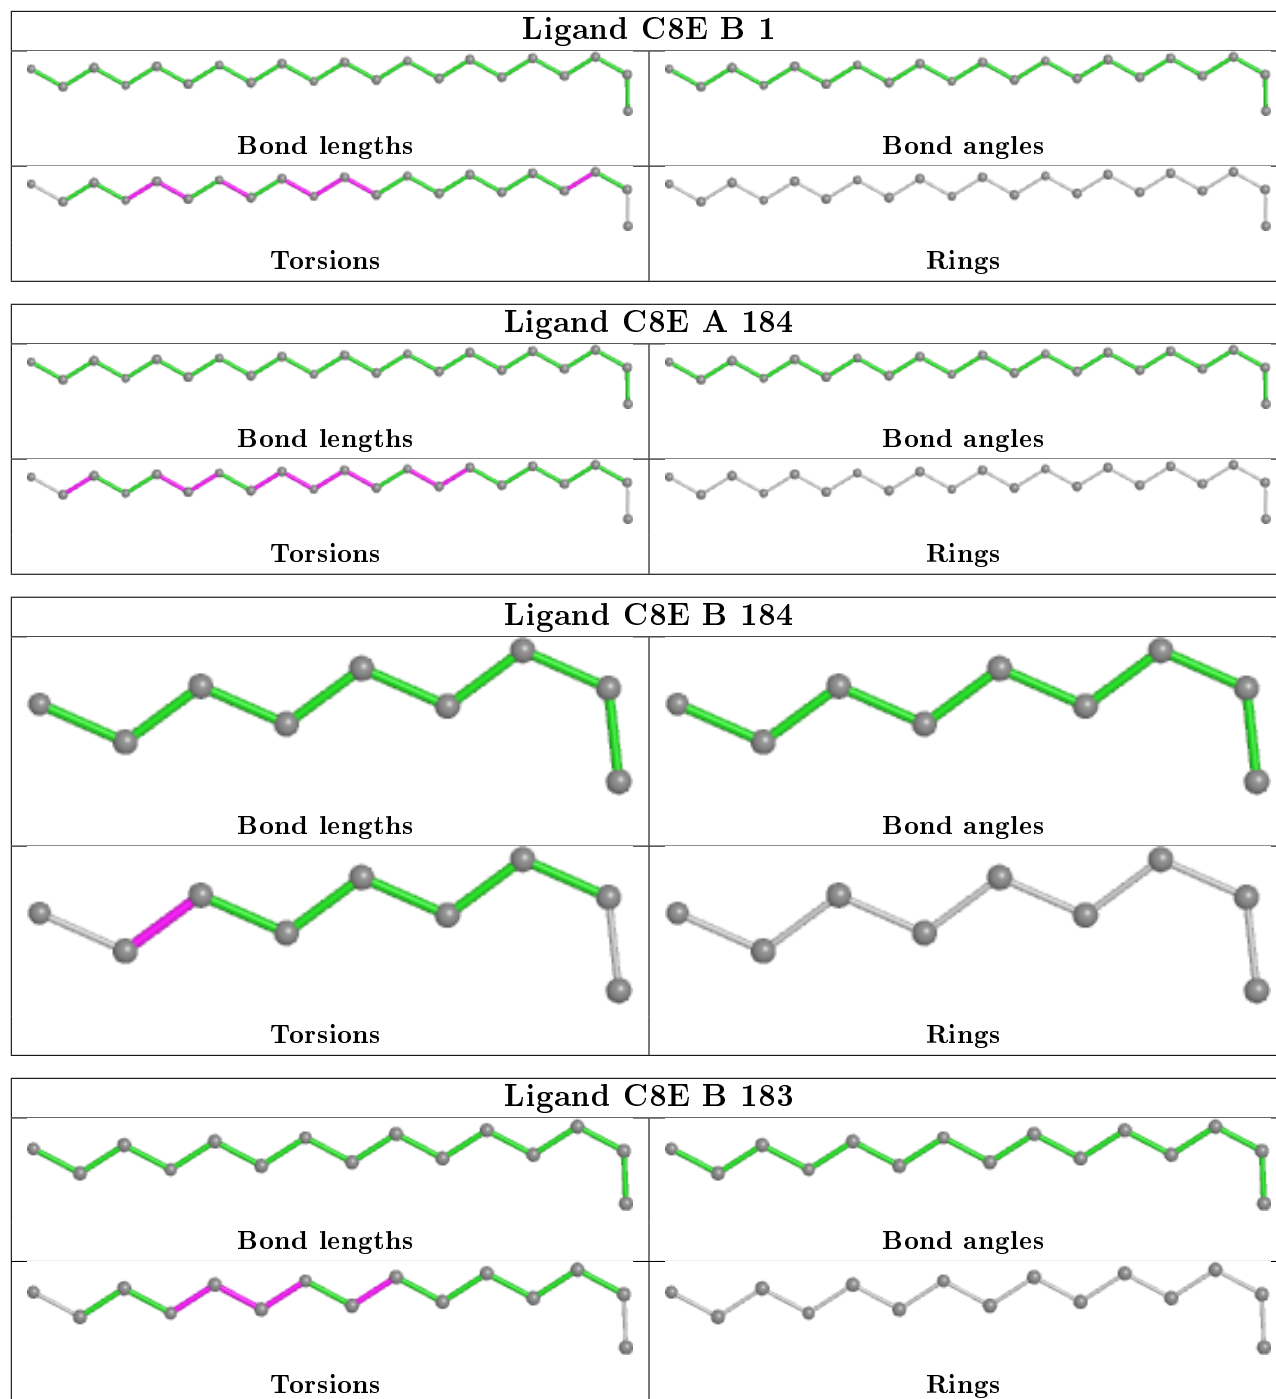 Ligand C8E B 1
Bond lengths
Bond angles
Torsions
Rings
Ligand C8E A 184
Bond lengths
Bond angles
Torsions
Rings
Ligand C8E B 184
Bond lengths
Bond angles
Torsions
Rings
Ligand C8E B 183
Bond lengths
Bond angles
Torsions
Rings